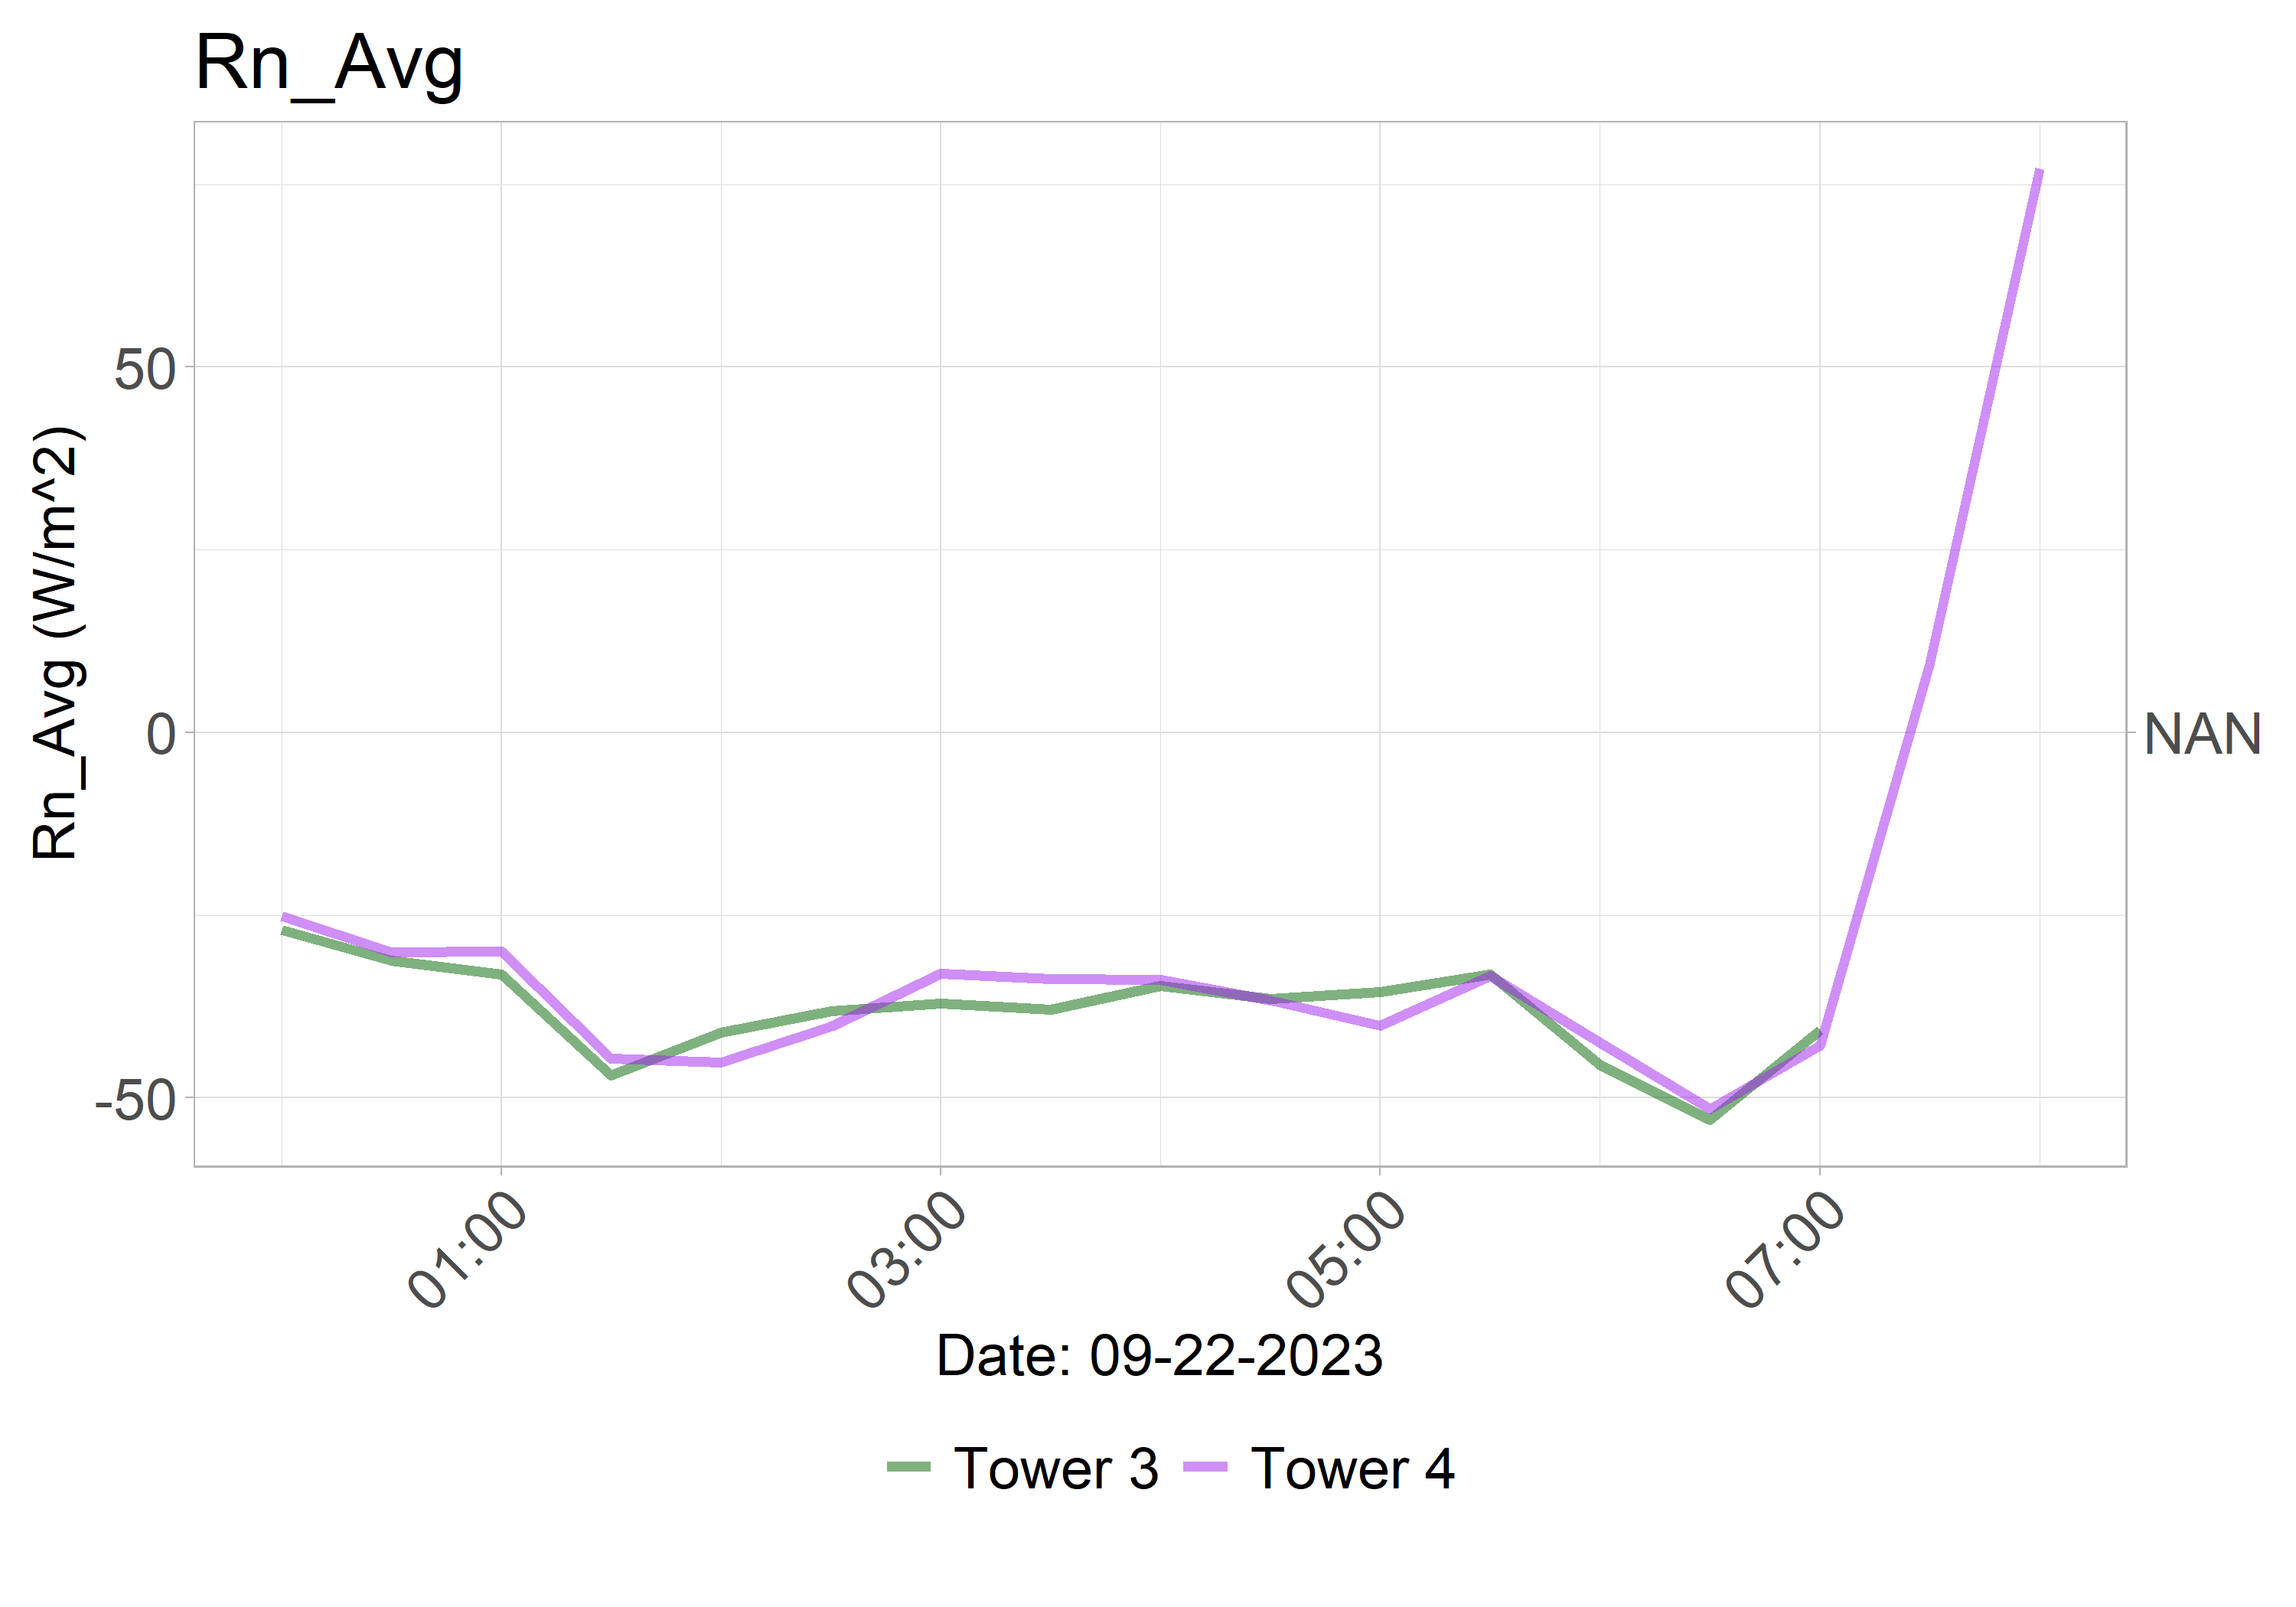 Rn_Avg
Rn_Avg (W/m^2)
50
0
-50
NAN
01:00
03:00
05:00
07:00
Date: 09-22-2023
Tower 3
Tower 4